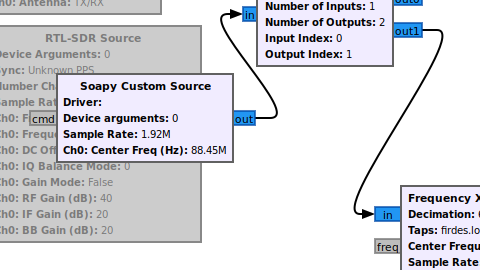 Ch0: Antenna: TX/RX
in
Number of Inputs: 1
Number of Outputs: 2
Input Index: 0
Output Index: 1
out0
out1
RTL-SDR Source
Device Arguments: 0
Sync: Unknown PPS
Number Cha
Sample Rat
Ch0: F
Ch0: Freque
Ch0: DC Off
Ch0: IQ Balance Mode: 0
Ch0: Gain Mode: False
Ch0: RF Gain (dB): 40
Ch0: IF Gain (dB): 20
Ch0: BB Gain (dB): 20
Soapy Custom Source
Driver:
Device arguments: 0
Sample Rate: 1.92M
Ch0: Center Freq (Hz): 88.45M
cmd
out
in
freq
Frequency X
Decimation:
Taps: firdes.lo
Center Frequ
Sample Rate